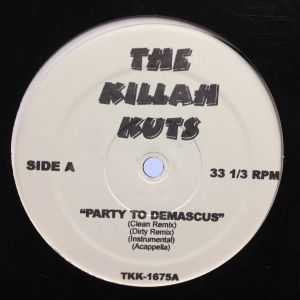 THE
KILLAH
KUTS
SIDE A
33 1/3 RPM
"PARTY TO DEMASCUS"
(Clean Remix)
(Dirty Remix)
(Instrumental)
(Acappella)
TKK-1675A